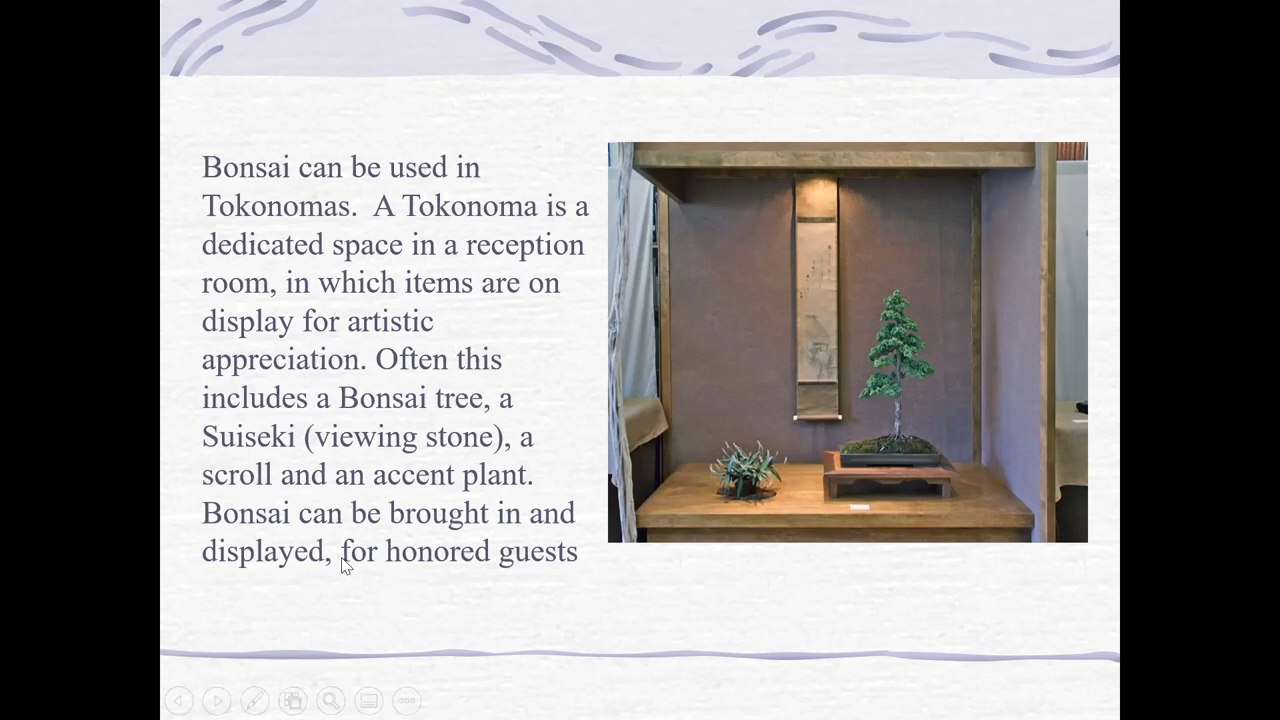 Bonsai can be used in
Tokonomas.  A Tokonoma is a
dedicated space in a reception
room, in which items are on
display for artistic
appreciation. Often this
includes a Bonsai tree, a
Suiseki (viewing stone), a
scroll and an accent plant.
Bonsai can be brought in and
displayed, for honored guests